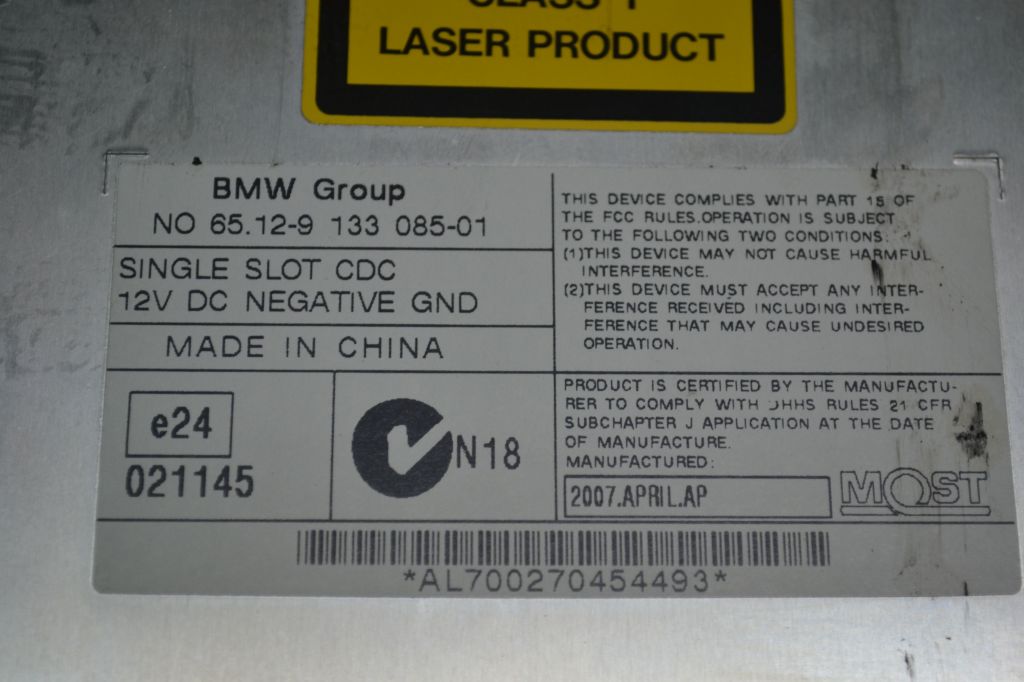 CLASS 1
LASER PRODUCT
BMW Group
NO 65.12-9 133 085-01
SINGLE SLOT CDC
12V DC NEGATIVE GND
MADE IN CHINA
e24
021145
N18
THIS DEVICE COMPLIES WITH PART 15 OF
THE FCC RULES.OPERATION IS SUBJECT
TO THE FOLLOWING TWO CONDITIONS:
(1)THIS DEVICE MAY NOT CAUSE HARMFUL
INTERFERENCE.
(2)THIS DEVICE MUST ACCEPT ANY INTER-
FERENCE RECEIVED INCLUDING INTER-
FERENCE THAT MAY CAUSE UNDESIRED
OPERATION.
PRODUCT IS CERTIFIED BY THE MANUFACTU-
RER TO COMPLY WITH DHHS RULES 21 CFR
SUBCHAPTER J APPLICATION AT THE DATE
OF MANUFACTURE.
MANUFACTURED:
2007.APRIL.AP
MOST
*AL700270454493*